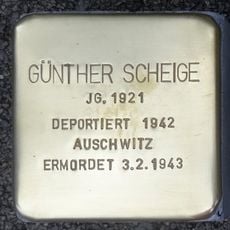 GÜNTHER SCHEIGE
JG. 1921
DEPORTIERT 1942
AUSCHWITZ
ERMORDET 3.2.1943